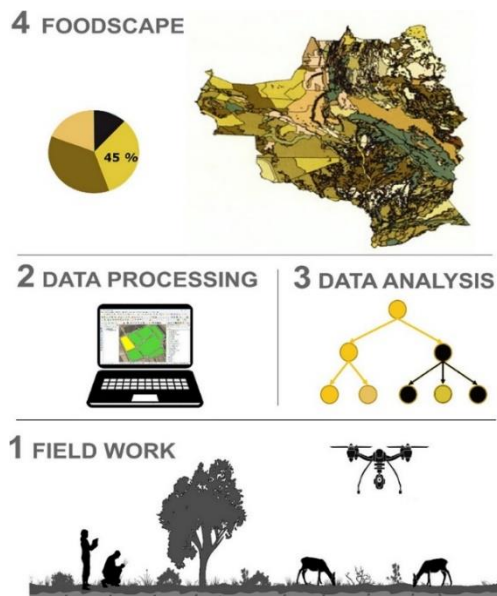 4 FOODSCAPE
45 %
2 DATA PROCESSING
3 DATA ANALYSIS
1 FIELD WORK